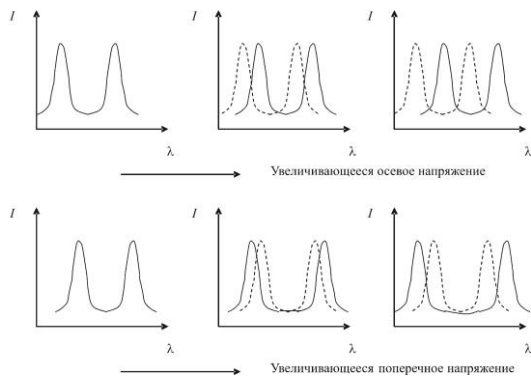 I I I
λ λ λ
Увеличивающееся осевое напряжение
I I I
λ λ λ
Увеличивающееся поперечное напряжение